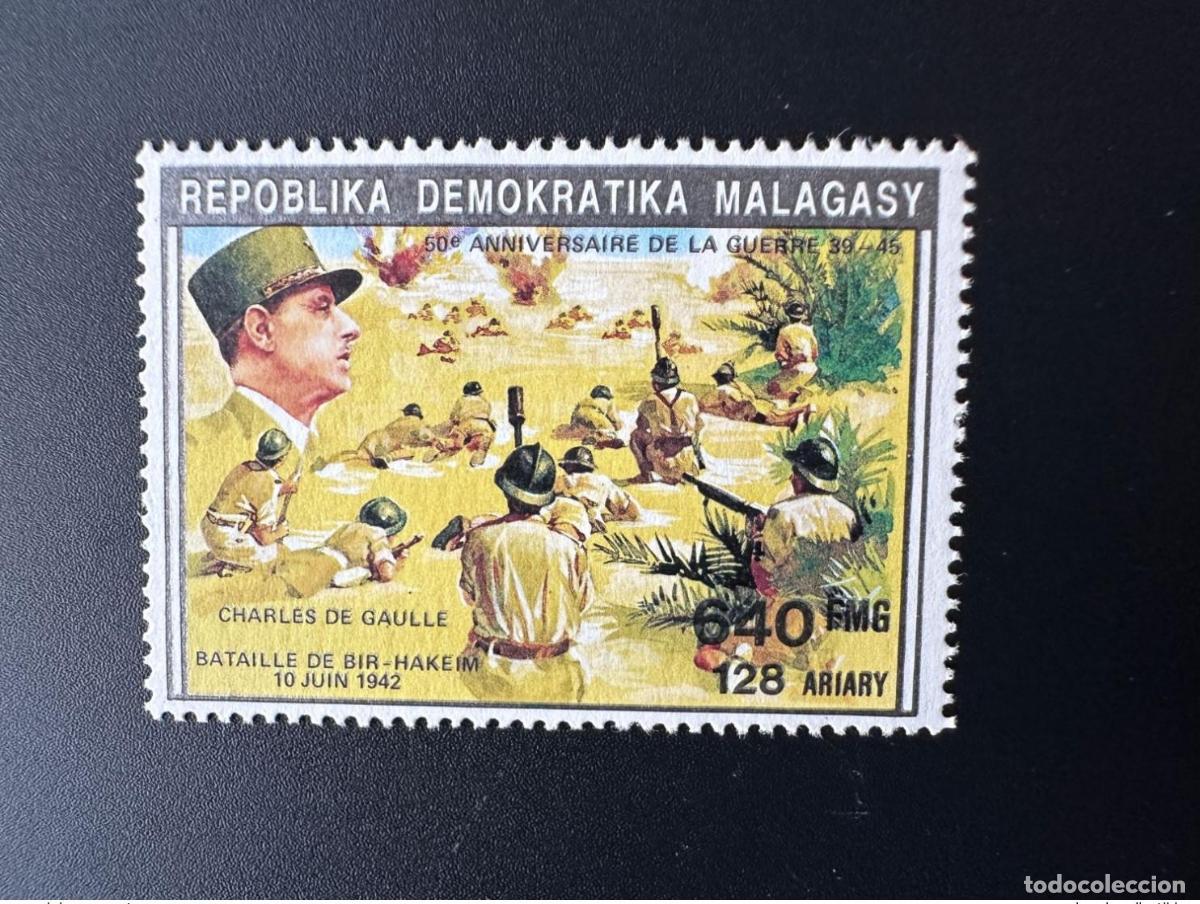 REPOBLIKA DEMOKRATIKA MALAGASY
50e ANNIVERSAIRE DE LA GUERRE 39-45
CHARLES DE GAULLE
BATAILLE DE BIR-HAKEIM
10 JUIN 1942
640 FMG
128 ARIARY
todocoleccion